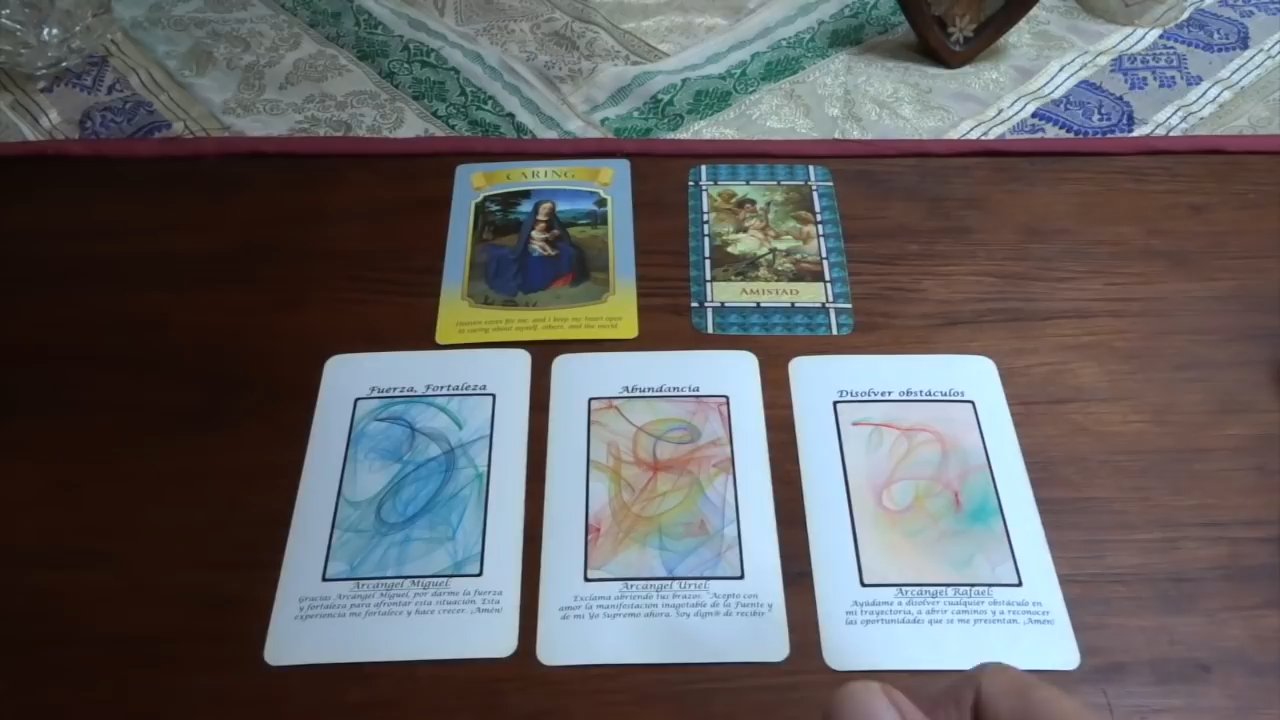 CARING
Heaven cares for me, and I keep my heart open
to caring about myself, others, and the world
AMISTAD
Fuerza, Fortaleza
Arcángel Miguel:
Gracias Arcángel Miguel, por darme la fuerza
y fortaleza para afrontar esta situación. Esta
experiencia me fortalece y hace crecer. ¡Amén!
Abundancia
Arcángel Uriel:
Exclama abriendo tus brazos: "Acepto con
amor la manifestación inagotable de la Fuente y
de mi Yo Supremo ahora. Soy dign@ de recibir"
Disolver obstáculos
Arcángel Rafael:
Ayúdame a disolver cualquier obstáculo en
mi trayectoria, a abrir caminos y a reconocer
las oportunidades que se me presentan. ¡Amén!